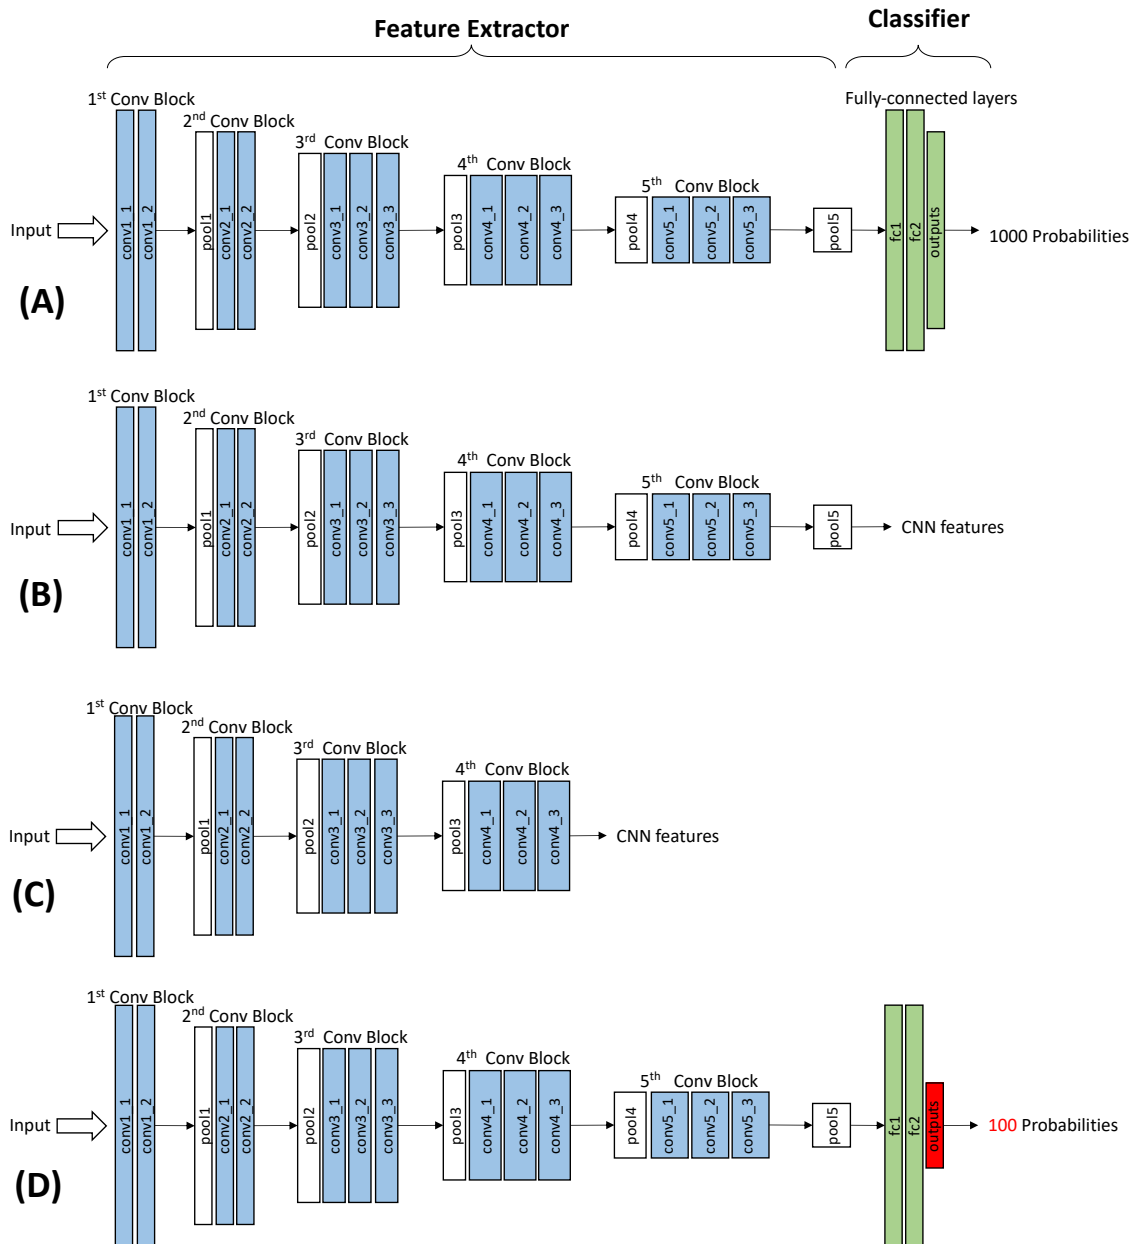 Feature Extractor
Classifier
1st Conv Block
2nd Conv Block
3rd Conv Block
4th Conv Block
5th Conv Block
Fully-connected layers
Input
conv1_1
conv1_2
pool1
conv2_1
conv2_2
pool2
conv3_1
conv3_2
conv3_3
pool3
conv4_1
conv4_2
conv4_3
pool4
conv5_1
conv5_2
conv5_3
pool5
fc1
fc2
outputs
1000 Probabilities
(A)
1st Conv Block
2nd Conv Block
3rd Conv Block
4th Conv Block
5th Conv Block
Input
conv1_1
conv1_2
pool1
conv2_1
conv2_2
pool2
conv3_1
conv3_2
conv3_3
pool3
conv4_1
conv4_2
conv4_3
pool4
conv5_1
conv5_2
conv5_3
pool5
CNN features
(B)
1st Conv Block
2nd Conv Block
3rd Conv Block
4th Conv Block
Input
conv1_1
conv1_2
pool1
conv2_1
conv2_2
pool2
conv3_1
conv3_2
conv3_3
pool3
conv4_1
conv4_2
conv4_3
CNN features
(C)
1st Conv Block
2nd Conv Block
3rd Conv Block
4th Conv Block
5th Conv Block
Input
conv1_1
conv1_2
pool1
conv2_1
conv2_2
pool2
conv3_1
conv3_2
conv3_3
pool3
conv4_1
conv4_2
conv4_3
pool4
conv5_1
conv5_2
conv5_3
pool5
fc1
fc2
outputs
100 Probabilities
(D)